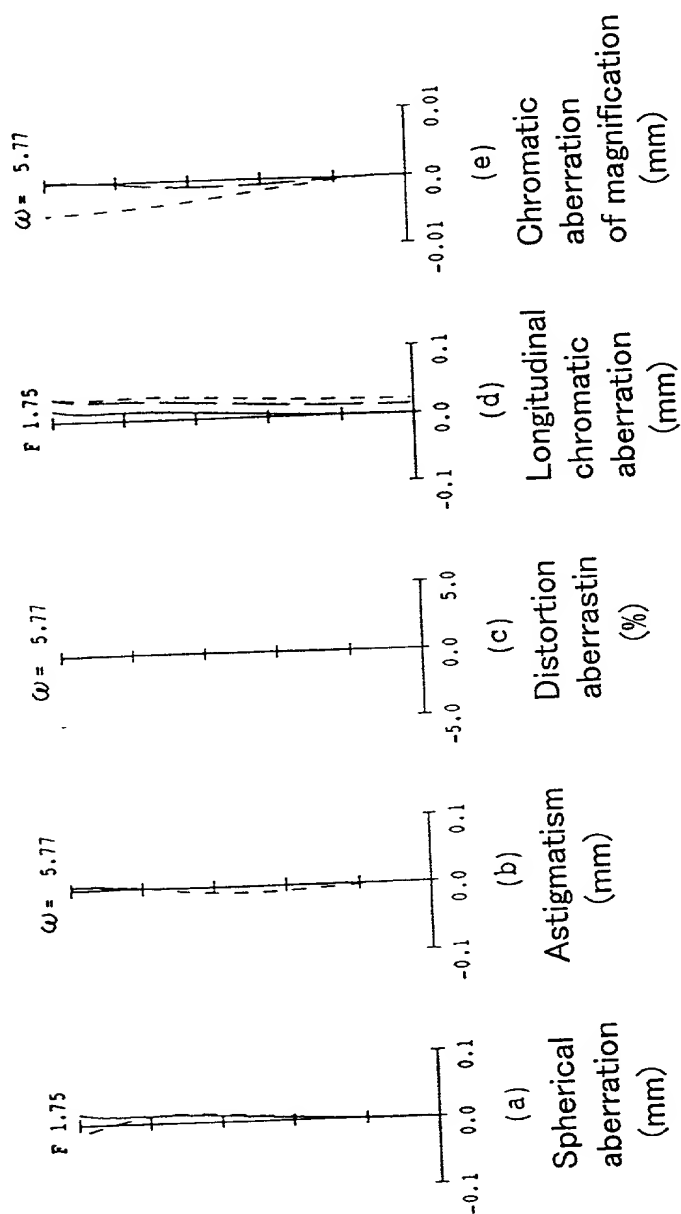 F 1.75
-0.1 0.0 0.1
(a)
Spherical
aberration
(mm)
ω= 5.77
-0.1 0.0 0.1
(b)
Astigmatism
(mm)
ω= 5.77
-5.0 0.0 5.0
(c)
Distortion
aberrastin
(%)
F 1.75
-0.1 0.0 0.1
(d)
Longitudinal
chromatic
aberration
(mm)
ω= 5.77
-0.01 0.0 0.01
(e)
Chromatic
aberration
of magnification
(mm)